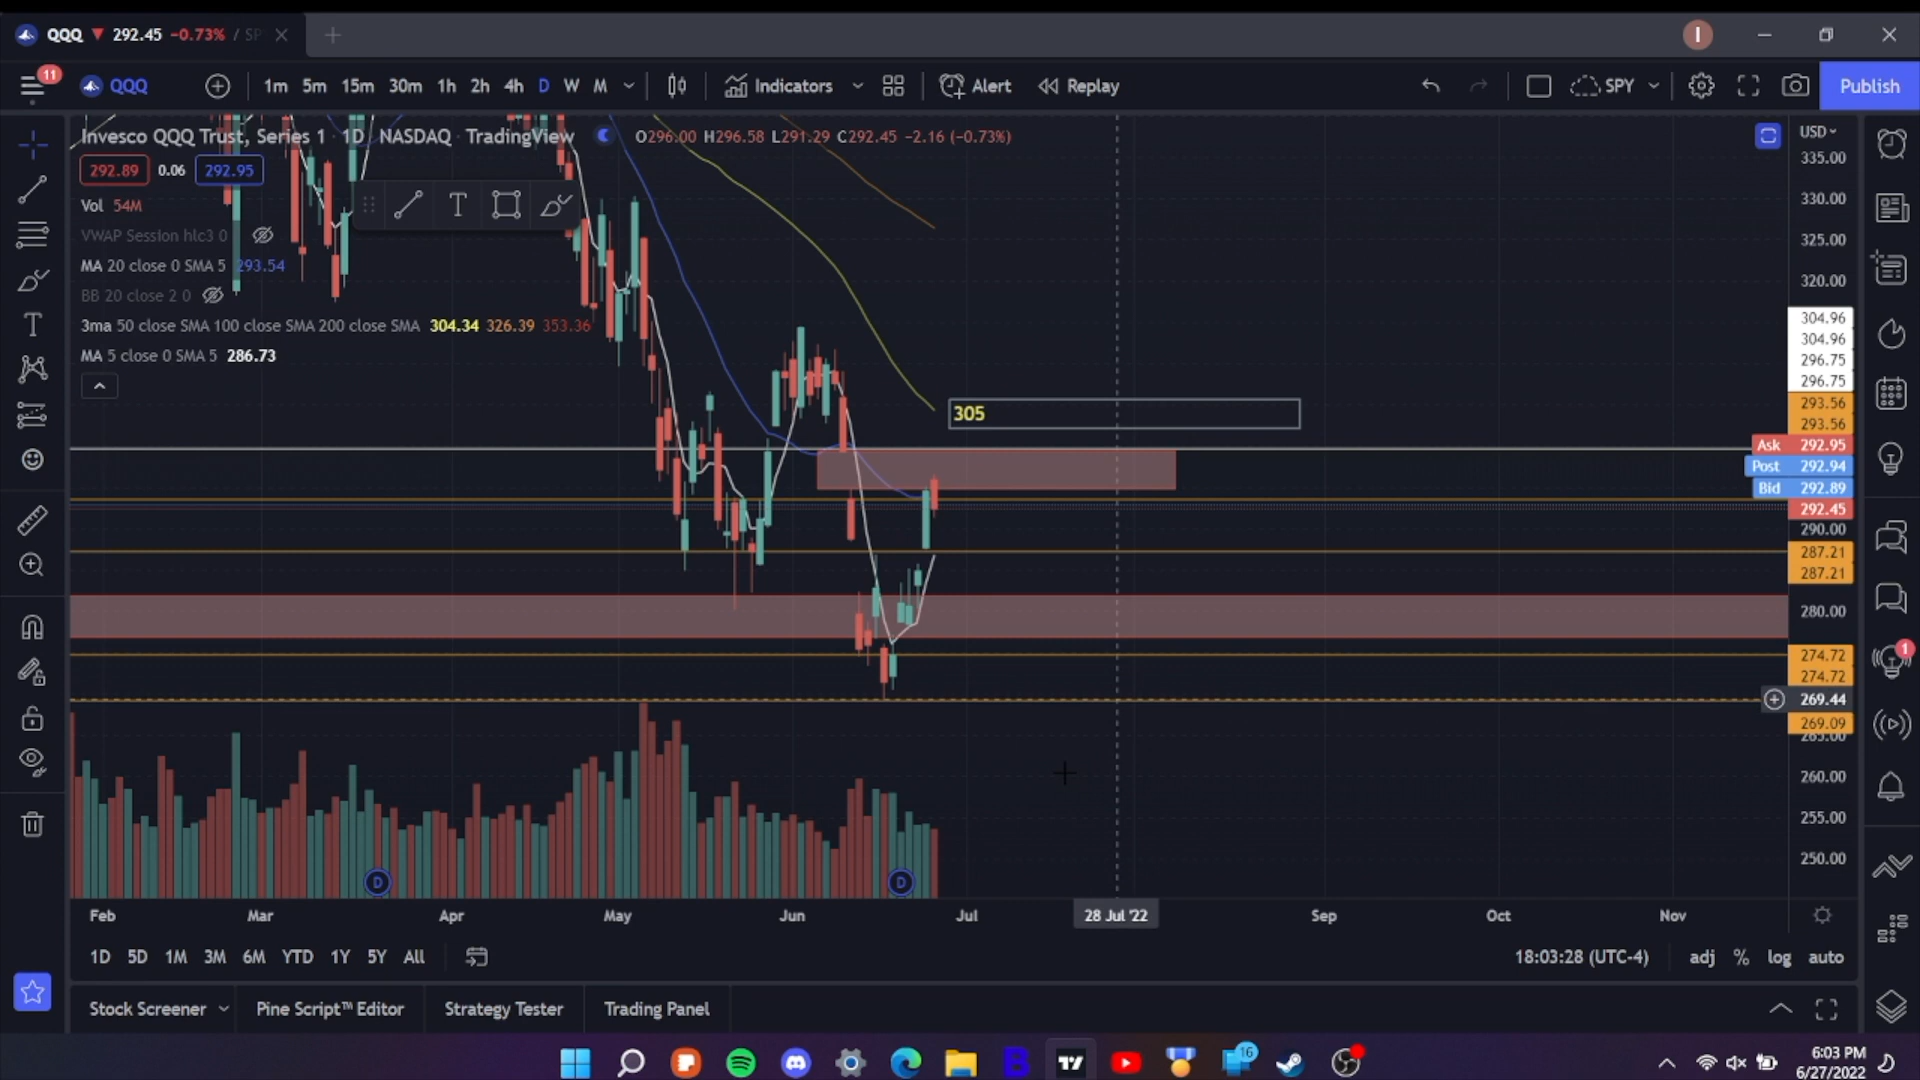 QQQ ▼ 292.45 -0.73% / SP
I
11
QQQ 1m 5m 15m 30m 1h 2h 4h D W M Indicators Alert Replay SPY Publish
Invesco QQQ Trust, Series 1 · 1D · NASDAQ · TradingView O296.00 H296.58 L291.29 C292.45 −2.16 (−0.73%)
USD
292.89 0.06 292.95
Vol 54M
VWAP Session hlc3 0
MA 20 close 0 SMA 5 293.54
BB 20 close 2 0
3ma 50 close SMA 100 close SMA 200 close SMA 304.34 326.39 353.36
MA 5 close 0 SMA 5 286.73
T
305
335.00
330.00
325.00
320.00
304.96
304.96
296.75
296.75
293.56
293.56
Ask 292.95
Post 292.94
Bid 292.89
292.45
290.00
287.21
287.21
280.00
274.72
274.72
269.44
269.09
265.00
260.00
255.00
250.00
1
D D
Feb Mar Apr May Jun Jul 28 Jul '22 Sep Oct Nov
1D 5D 1M 3M 6M YTD 1Y 5Y All 18:03:28 (UTC-4) adj % log auto
Stock Screener Pine Script™ Editor Strategy Tester Trading Panel
16
6:03 PM
6/27/2022